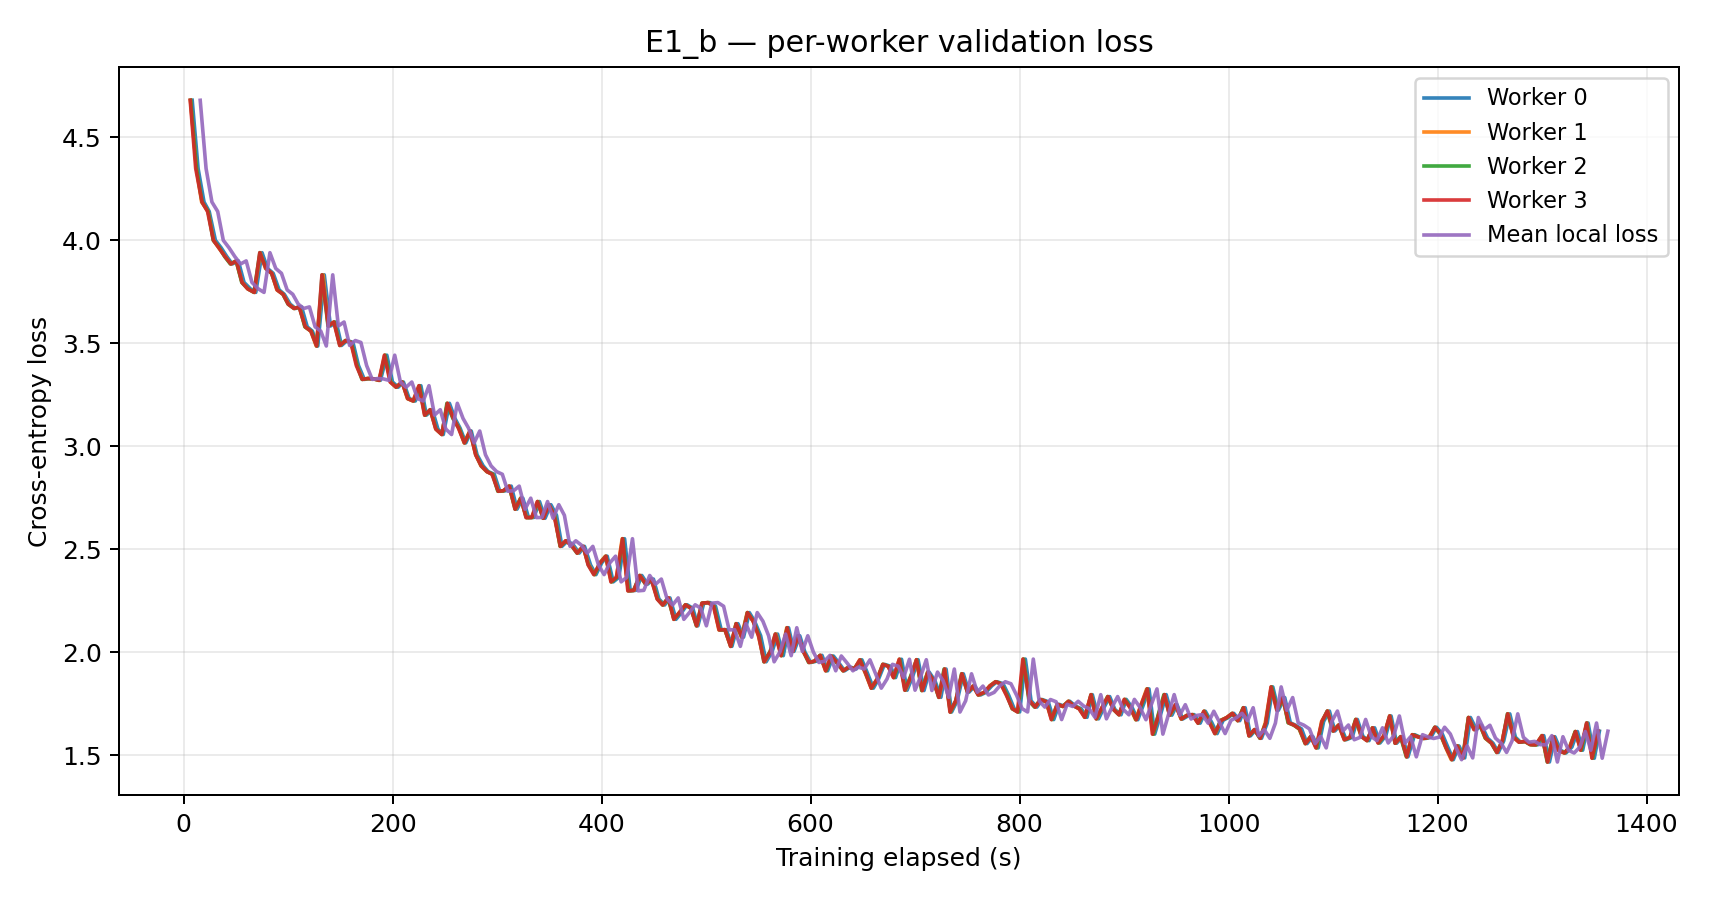 E1_b — per-worker validation loss
Worker 0
Worker 1
Worker 2
Worker 3
Mean local loss
Cross-entropy loss
4.5
4.0
3.5
3.0
2.5
2.0
1.5
0 200 400 600 800 1000 1200 1400
Training elapsed (s)